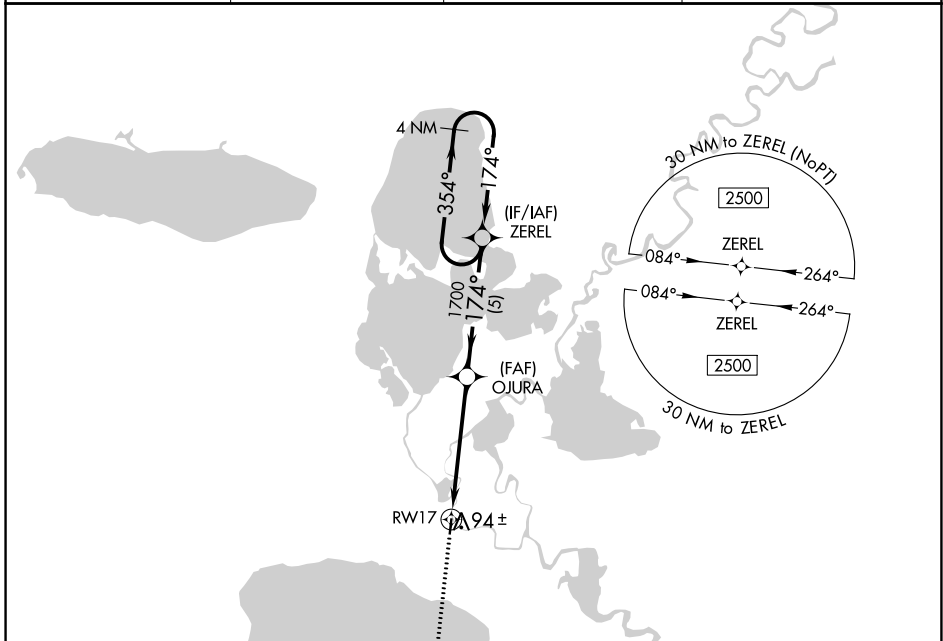 4 NM
354°
174°
(IF/IAF)
ZEREL
1700
174°
(5)
(FAF)
OJURA
RW17
94 ±
30 NM to ZEREL (NoPT)
2500
ZEREL
084°
264°
084°
264°
ZEREL
2500
30 NM to ZEREL